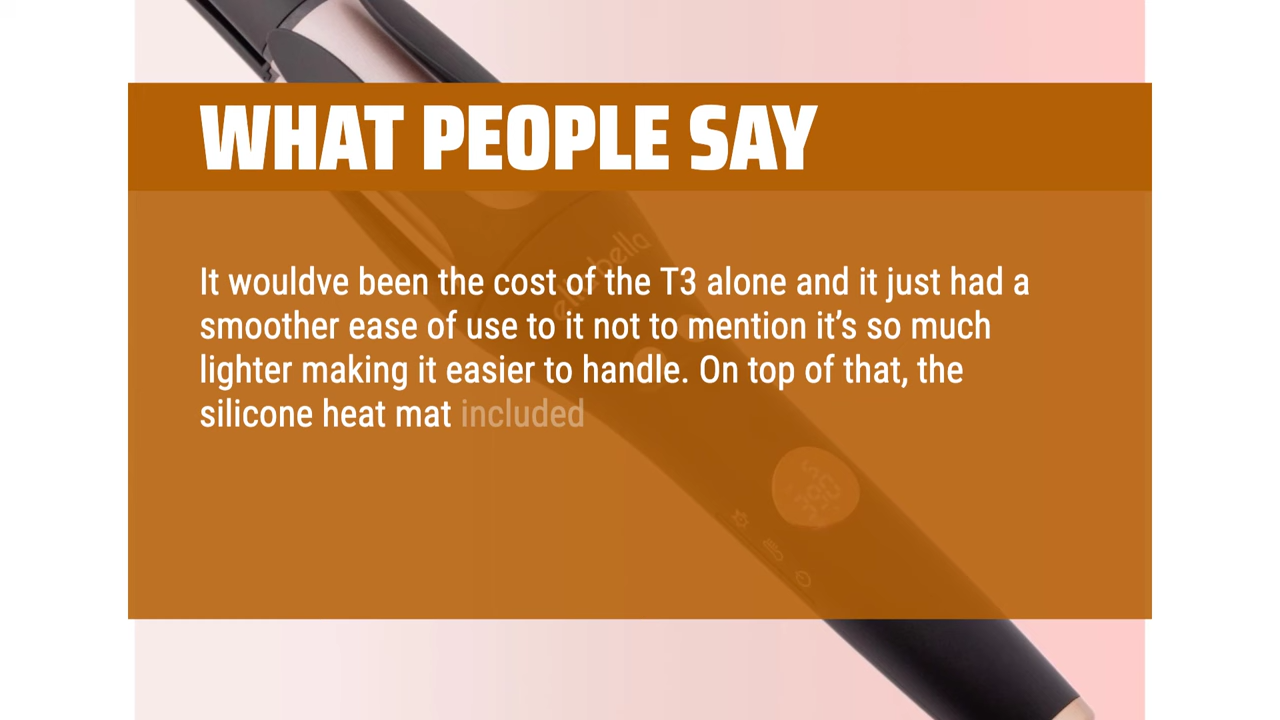 WHAT PEOPLE SAY
It wouldve been the cost of the T3 alone and it just had a
smoother ease of use to it not to mention it’s so much
lighter making it easier to handle. On top of that, the
silicone heat mat included